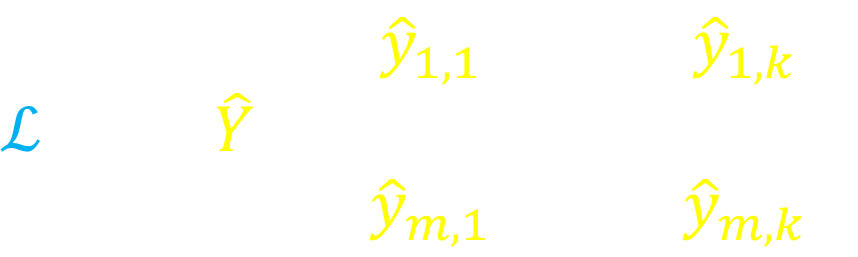 ŷ₁,₁ ŷ₁,ₖ
ℒ Ŷ
ŷₘ,₁ ŷₘ,ₖ